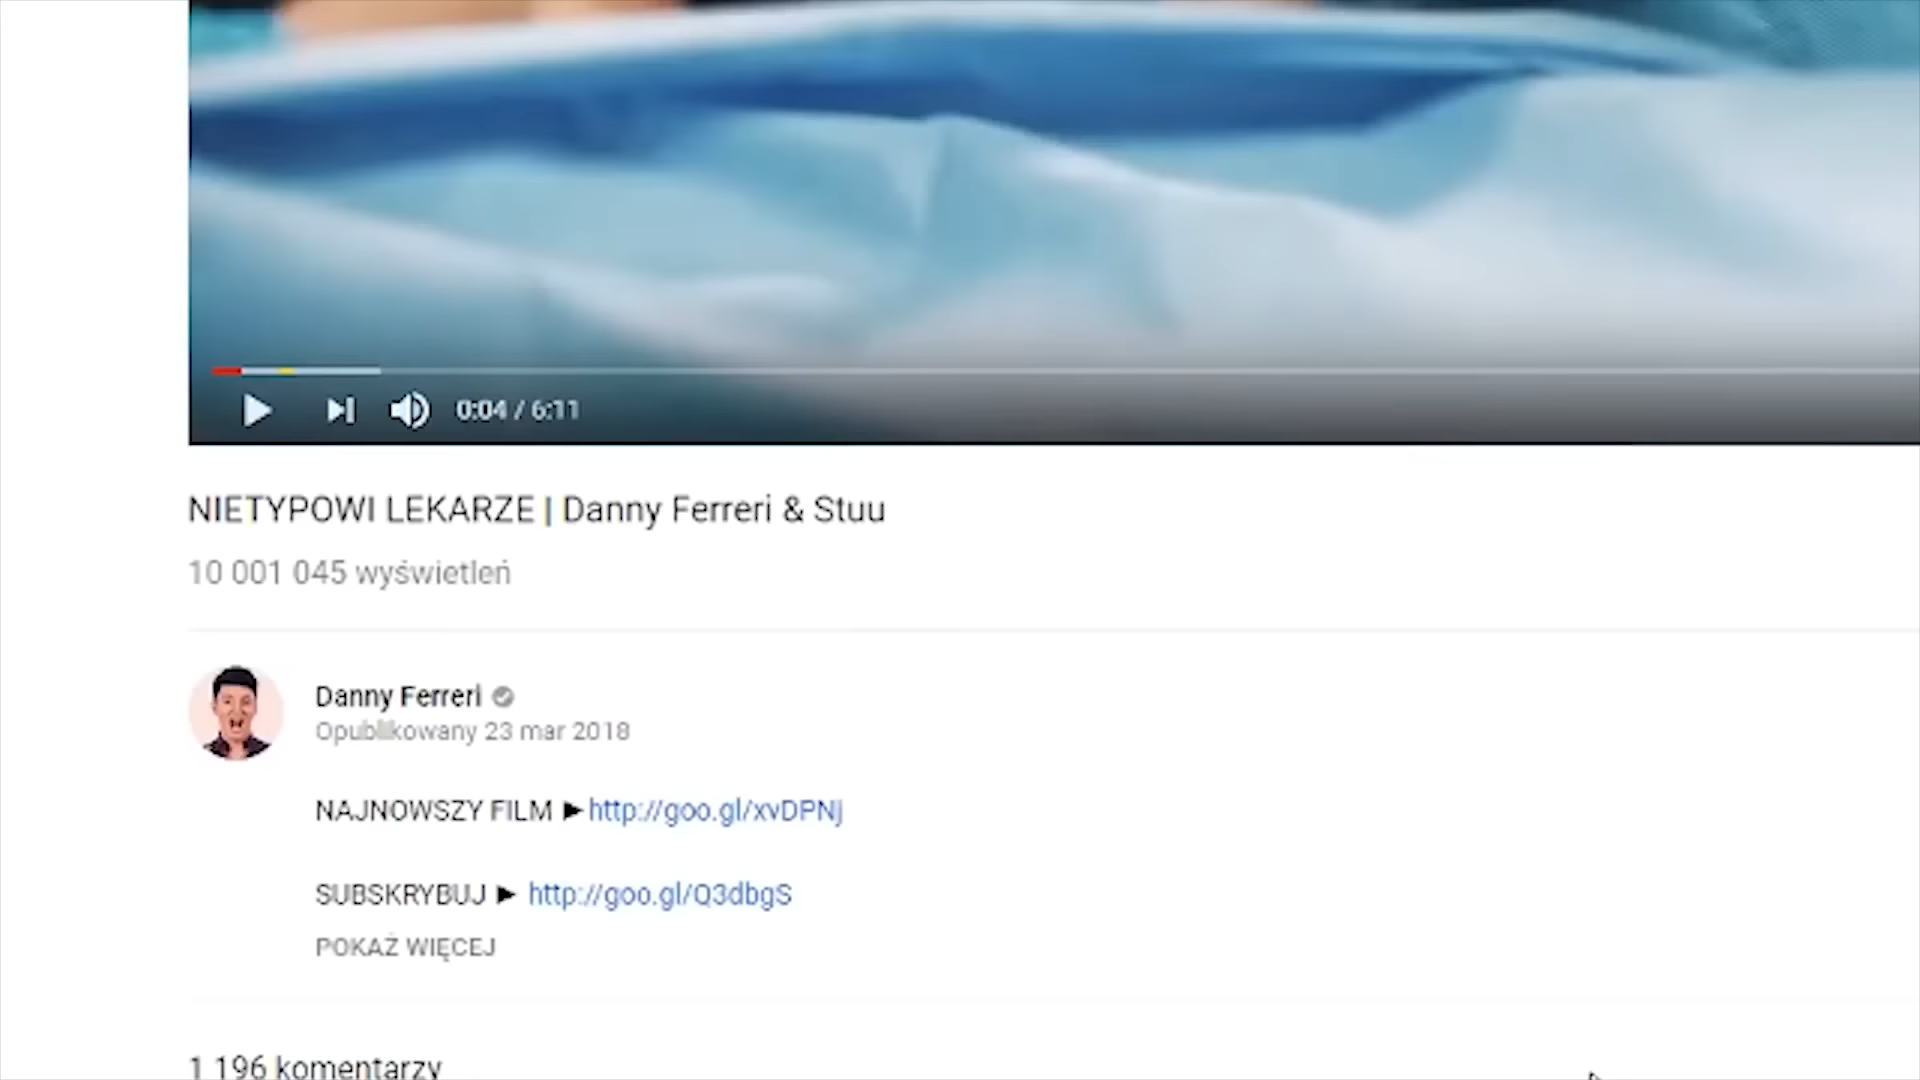 0:04 / 6:11
NIETYPOWI LEKARZE | Danny Ferreri & Stuu
10 001 045 wyświetleń
Danny Ferreri
Opublikowany 23 mar 2018
NAJNOWSZY FILM ► http://goo.gl/xvDPNj
SUBSKRYBUJ ► http://goo.gl/Q3dbgS
POKAŻ WIĘCEJ
1 196 komentarzy